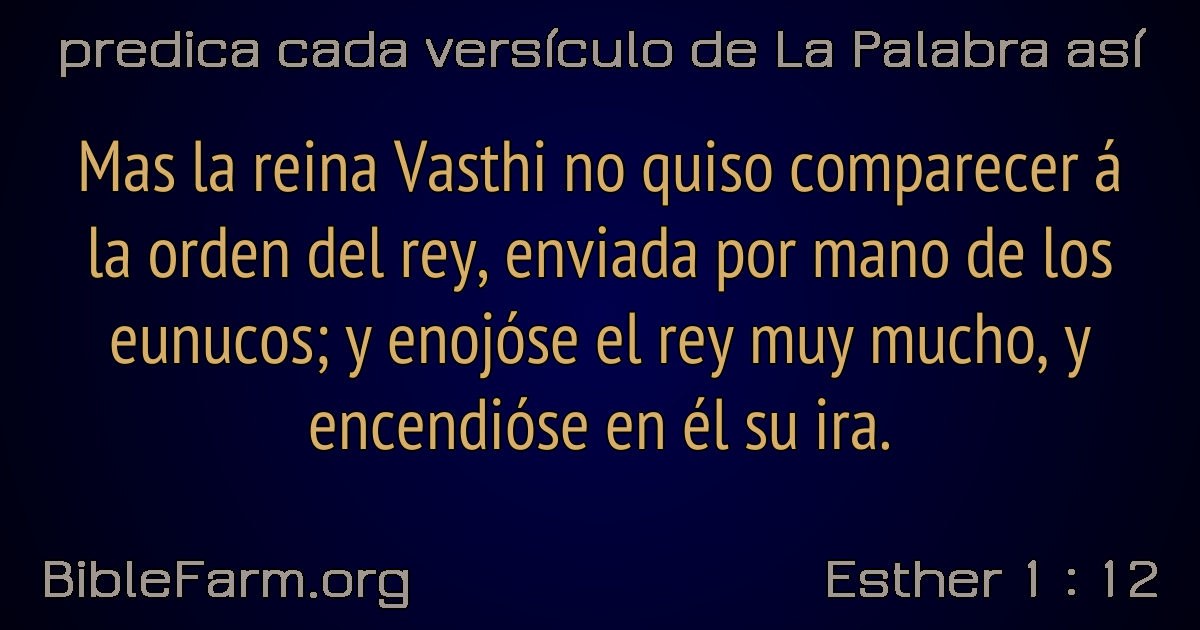 predica cada versículo de La Palabra así
Mas la reina Vasthi no quiso comparecer á
la orden del rey, enviada por mano de los
eunucos; y enojóse el rey muy mucho, y
encendióse en él su ira.
BibleFarm.org
Esther 1 : 12